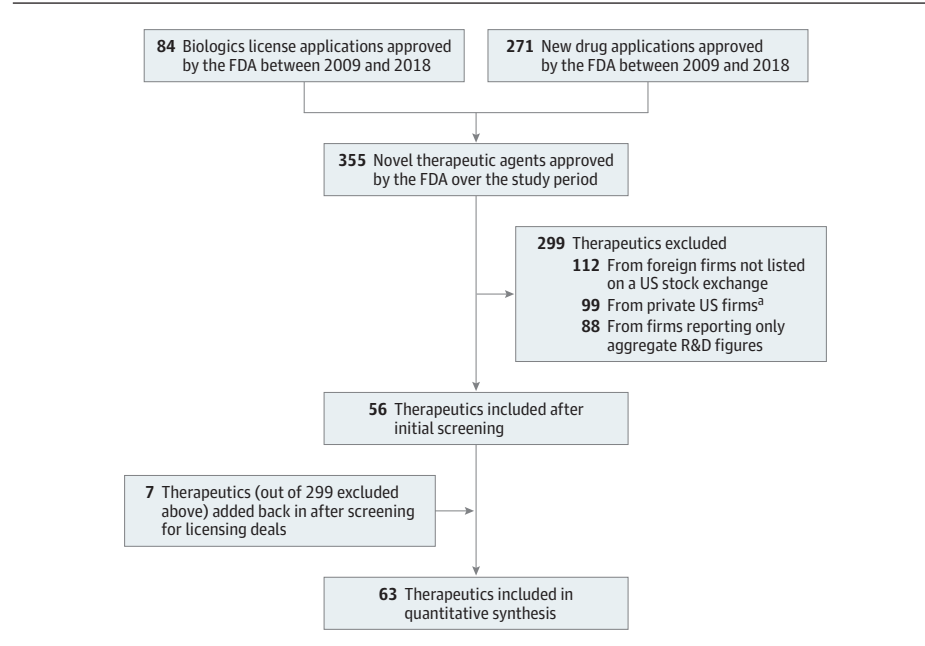 84 Biologics license applications approved
by the FDA between 2009 and 2018
271 New drug applications approved
by the FDA between 2009 and 2018
355 Novel therapeutic agents approved
by the FDA over the study period
299 Therapeutics excluded
112 From foreign firms not listed
on a US stock exchange
99 From private US firmsa
88 From firms reporting only
aggregate R&D figures
56 Therapeutics included after
initial screening
7 Therapeutics (out of 299 excluded
above) added back in after screening
for licensing deals
63 Therapeutics included in
quantitative synthesis